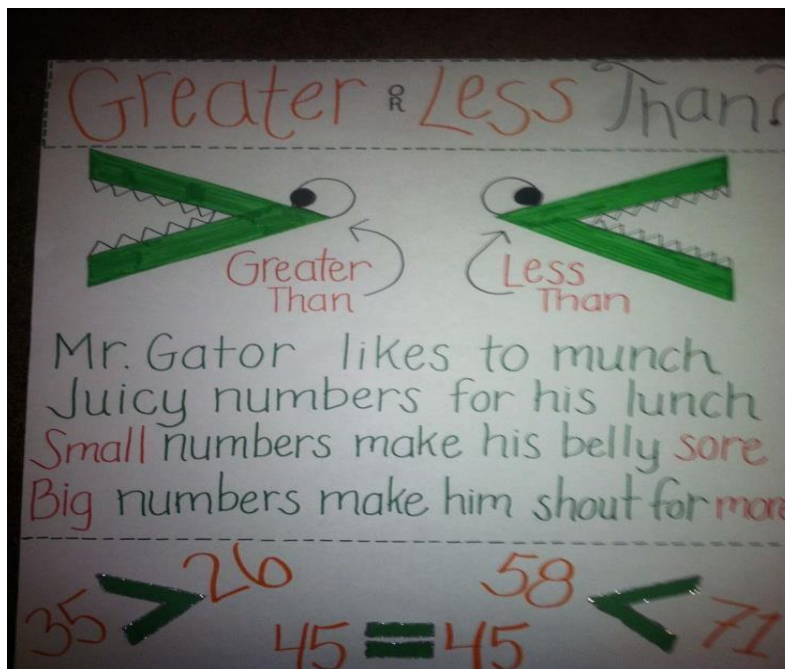 Greater OR Less Than?
Greater Than
Less Than
Mr. Gator likes to munch
Juicy numbers for his lunch
Small numbers make his belly sore
Big numbers make him shout for more
35 > 26
45 = 45
58 < 71